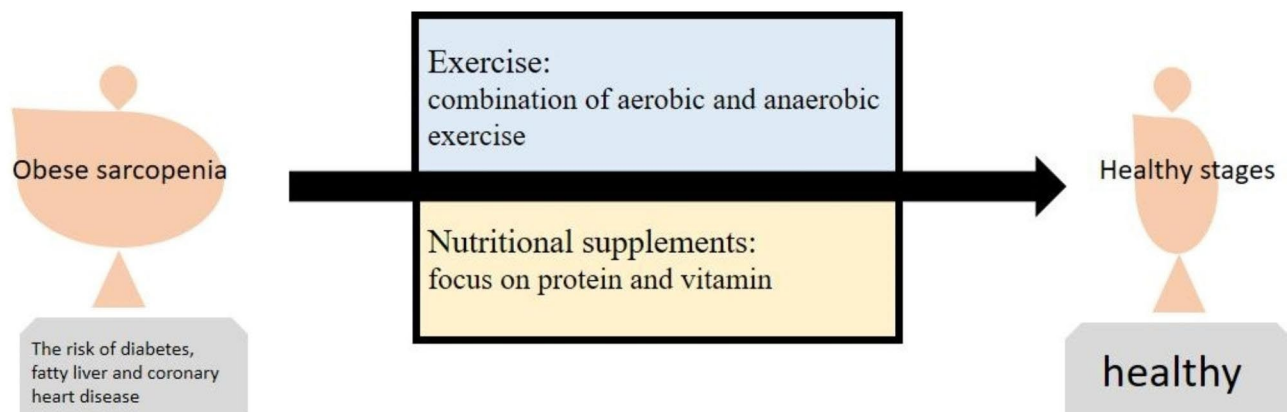 Obese sarcopenia
The risk of diabetes,
fatty liver and coronary
heart disease
Exercise:
combination of aerobic and anaerobic
exercise
Nutritional supplements:
focus on protein and vitamin
Healthy stages
healthy